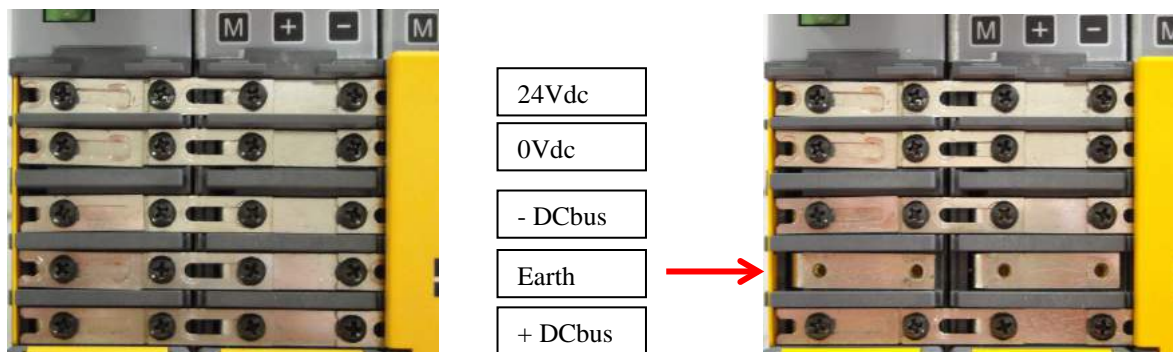 M + −
M
M + −
M
24Vdc
0Vdc
- DCbus
Earth
+ DCbus